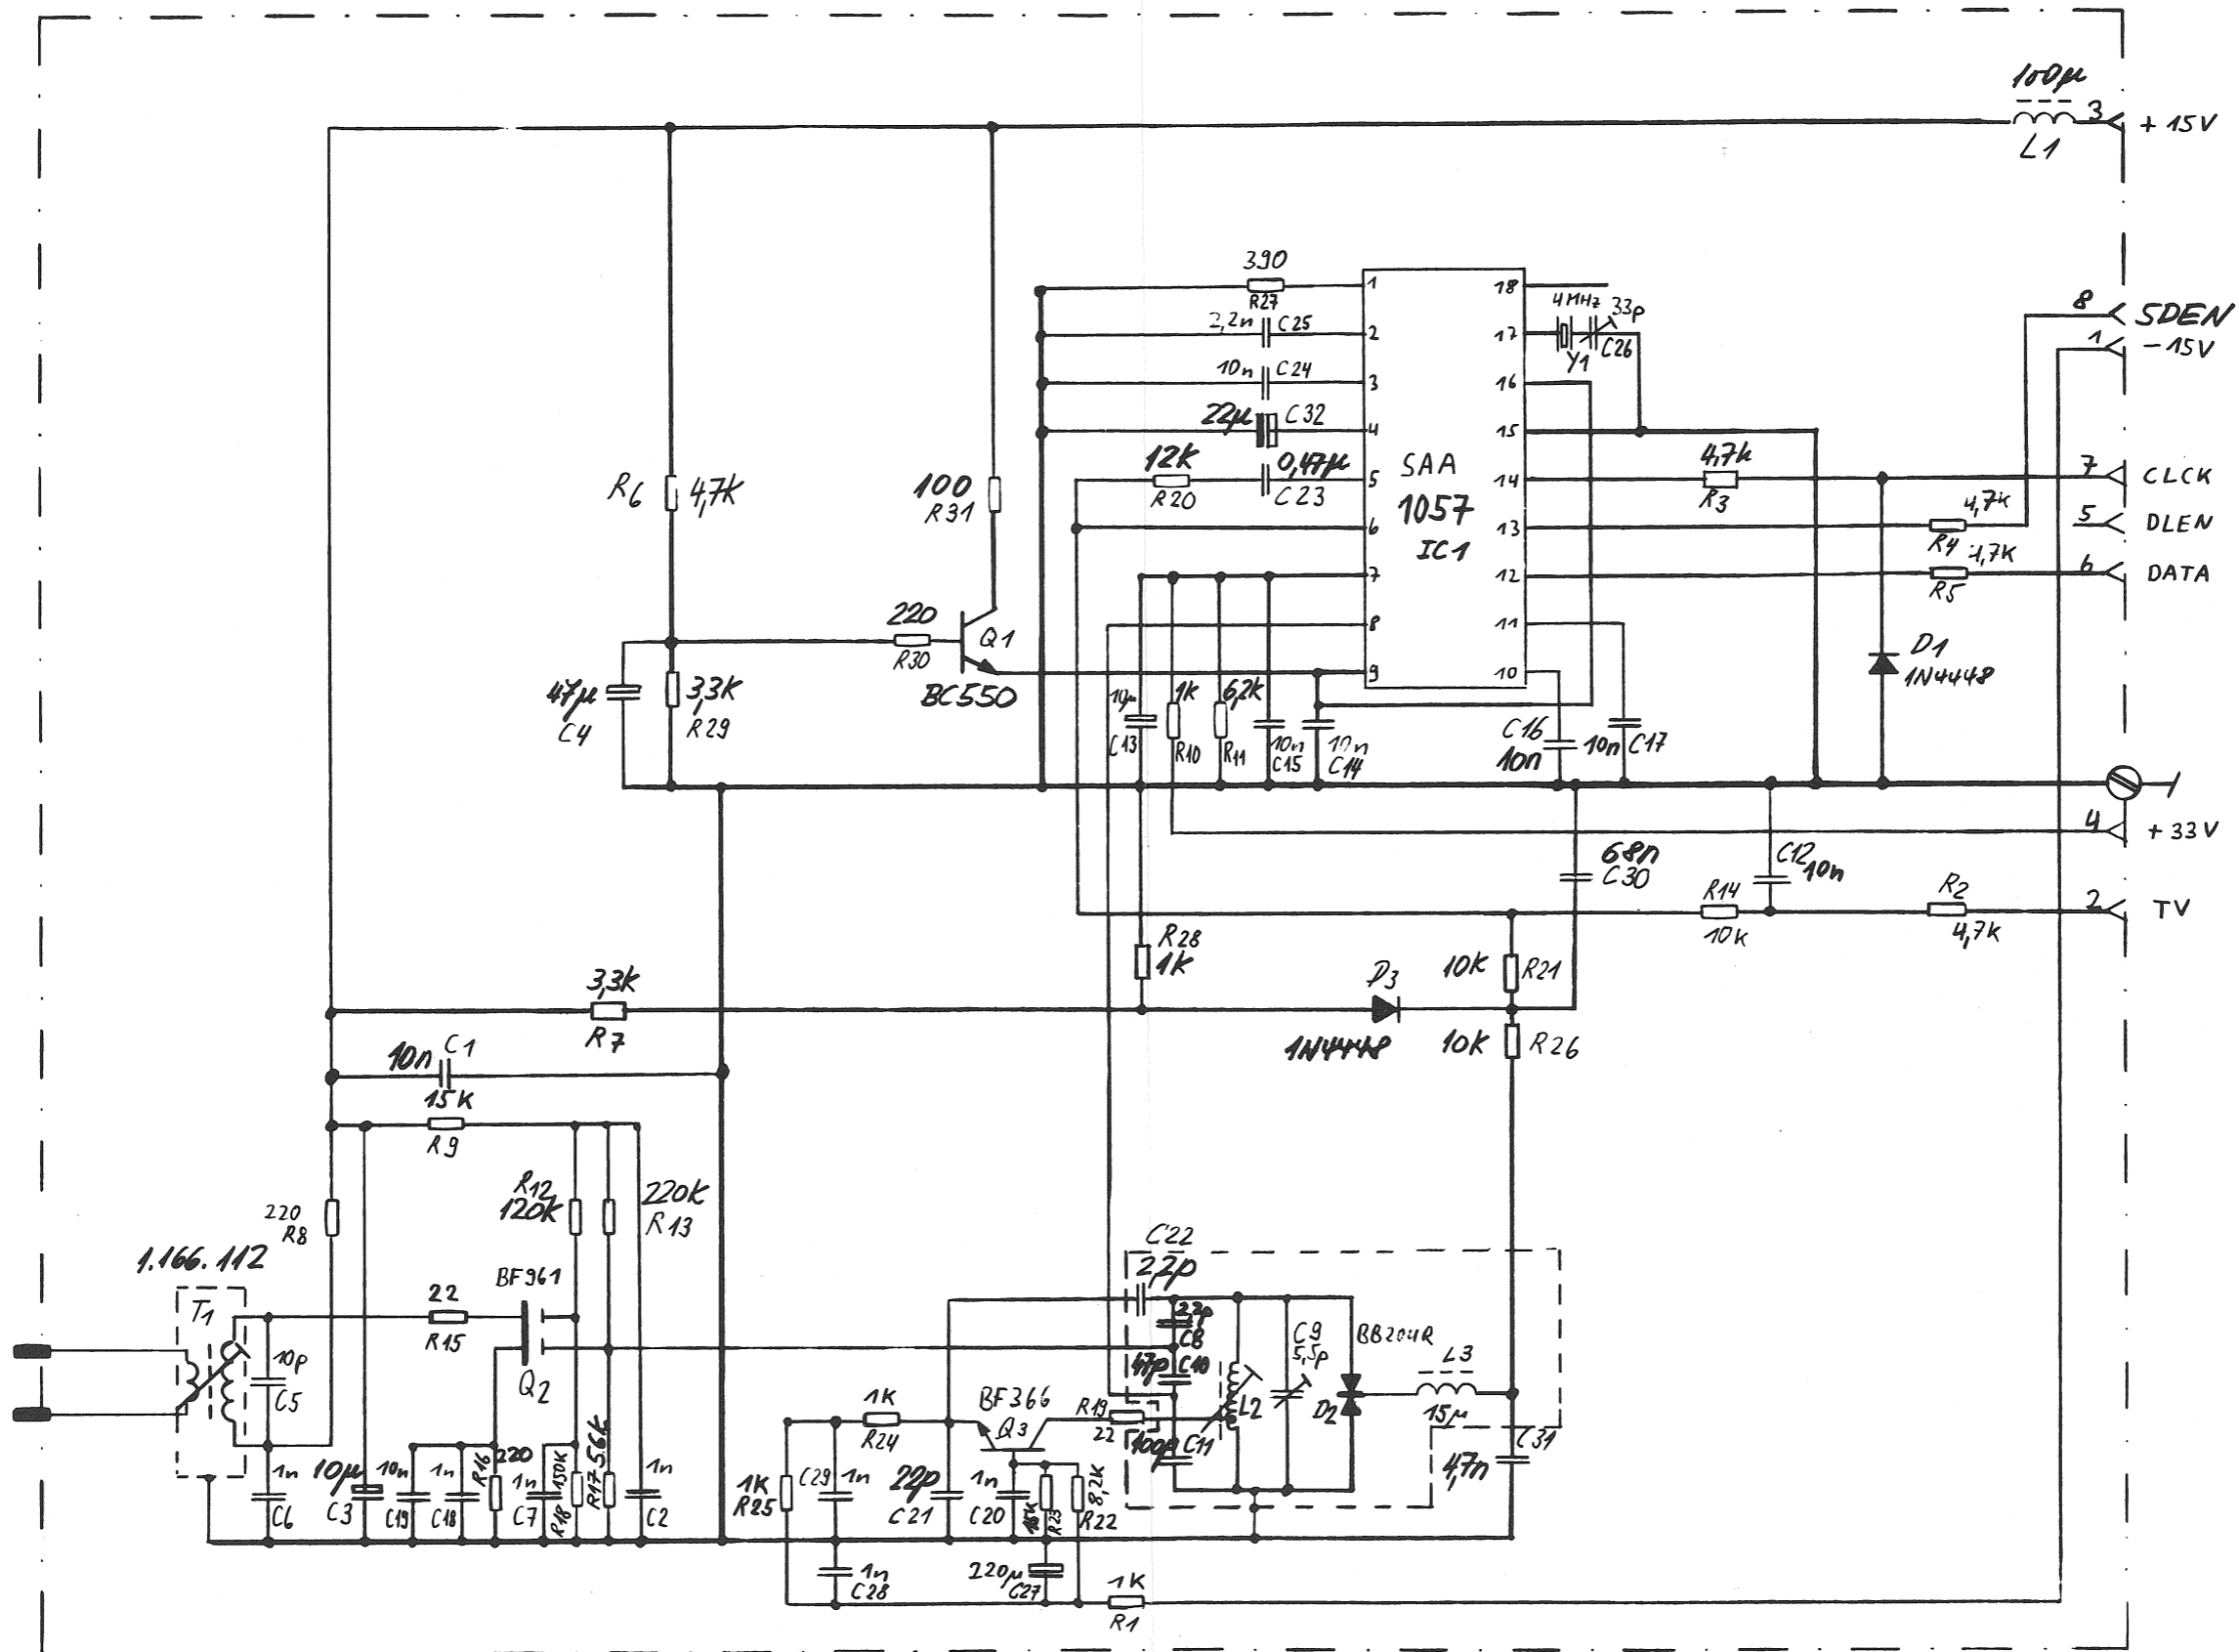 100µ
3
+ 15V
L1
390
R27
1
18
4MHz
33p
8
SDEN
2,2n
C25
2
17
Y1
C26
1
- 15V
10n
C24
3
16
22µ
C32
4
15
R6
4,7K
100
R31
12K
R20
0,47µ
C23
5
SAA
1057
IC1
14
4,7k
R3
7
CLCK
6
13
4,7K
R4
5
DLEN
7
12
4,7K
R5
6
DATA
220
R30
Q1
BC550
8
11
D1
1N4448
47µ
C4
3,3K
R29
9
10
10µ
C13
1k
R10
6,2k
R11
10n
C15
10n
C14
C16
10n
10n
C17
4
+ 33V
68n
C30
C12
10n
R14
10K
R2
4,7K
2
TV
R28
1K
10K
R21
3,3k
R7
D3
1N4448
10K
R26
10n
C1
15K
R9
220
R8
R12
120K
220K
R13
1.166.112
T1
22
R15
BF961
Q2
C22
2,2p
2,2p
C8
C9
5,5p
BB204R
L3
15µ
10p
C5
47p
C10
L2
D2
1K
R24
BF366
Q3
R19
22
100p
C11
C31
4,7n
1n
C6
10µ
C3
10n
C19
1n
C18
R16
220
1n
C7
150K
R18
R17
56K
1n
C2
1K
R25
C29
1n
22p
C21
1n
C20
15K
R23
8,2K
R22
1n
C28
220µ
C27
1K
R1